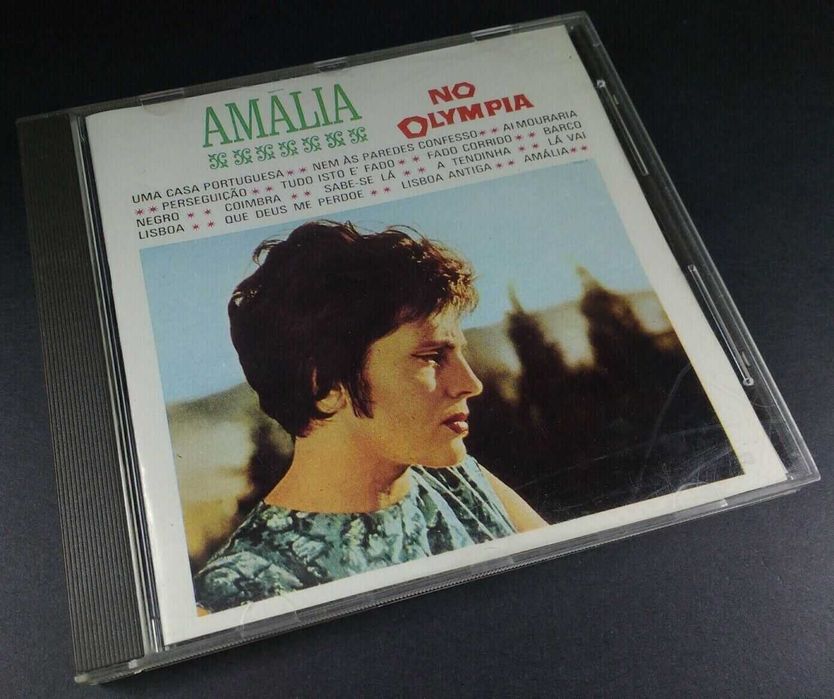 AMÁLIA
NO
OLYMPIA
UMA CASA PORTUGUESA ** NEM ÀS PAREDES CONFESSO ** AI MOURARIA
** PERSEGUIÇÃO ** TUDO ISTO E' FADO ** FADO CORRIDO ** BARCO
NEGRO ** COIMBRA ** SABE-SE LÁ ** A TENDINHA ** LÁ VAI
LISBOA ** QUE DEUS ME PERDOE ** LISBOA ANTIGA ** AMÁLIA **